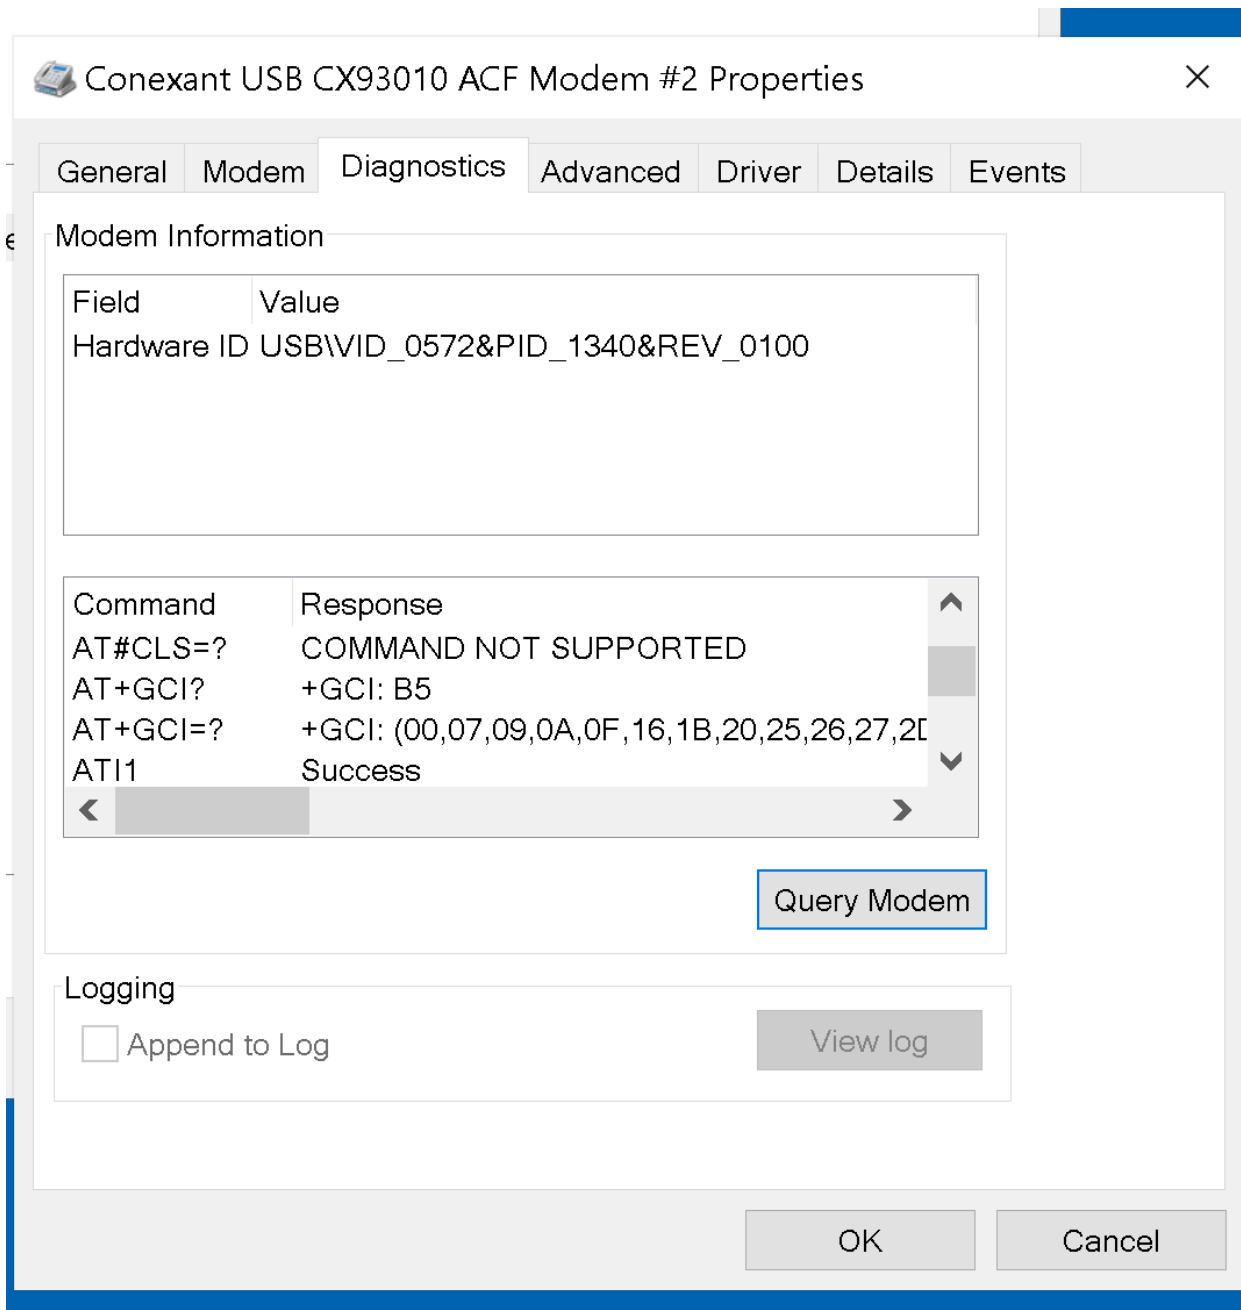 Conexant USB CX93010 ACF Modem #2 Properties
General Modem Diagnostics Advanced Driver Details Events
Modem Information
Field Value
Hardware ID USB\VID_0572&PID_1340&REV_0100
Command Response
AT#CLS=? COMMAND NOT SUPPORTED
AT+GCI? +GCI: B5
AT+GCI=? +GCI: (00,07,09,0A,0F,16,1B,20,25,26,27,
ATI1 Success
Query Modem
Logging
Append to Log View log
OK Cancel